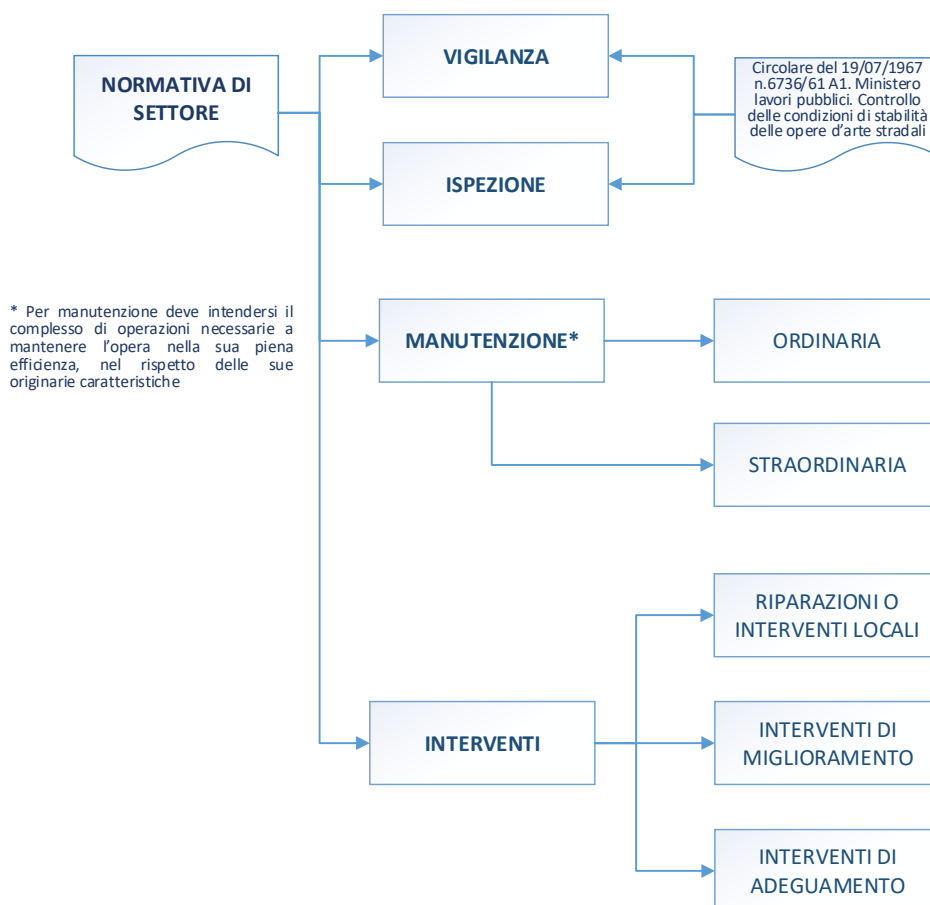 NORMATIVA DI
SETTORE
VIGILANZA
Circolare del 19/07/1967
n.6736/61 A1. Ministero
lavori pubblici. Controllo
delle condizioni di stabilità
delle opere d'arte stradali
ISPEZIONE
* Per manutenzione deve intendersi il
complesso di operazioni necessarie a
mantenere l'opera nella sua piena
efficienza, nel rispetto delle sue
originarie caratteristiche
MANUTENZIONE*
ORDINARIA
STRAORDINARIA
INTERVENTI
RIPARAZIONI O
INTERVENTI LOCALI
INTERVENTI DI
MIGLIORAMENTO
INTERVENTI DI
ADEGUAMENTO